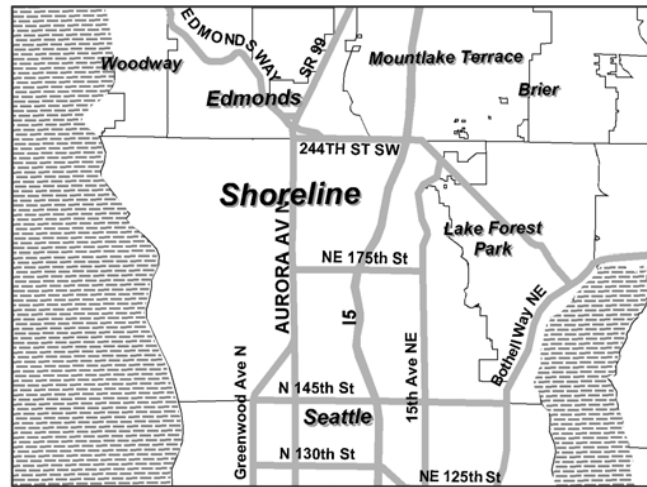 EDMONDS WAY
SR 99
Woodway
Mountlake Terrace
Edmonds
Brier
244TH ST SW
Shoreline
Lake Forest
Park
AURORA AV N
NE 175th St
I5
Bothell Way NE
15th Ave NE
Greenwood Ave N
N 145th St
Seattle
N 130th St
NE 125th St